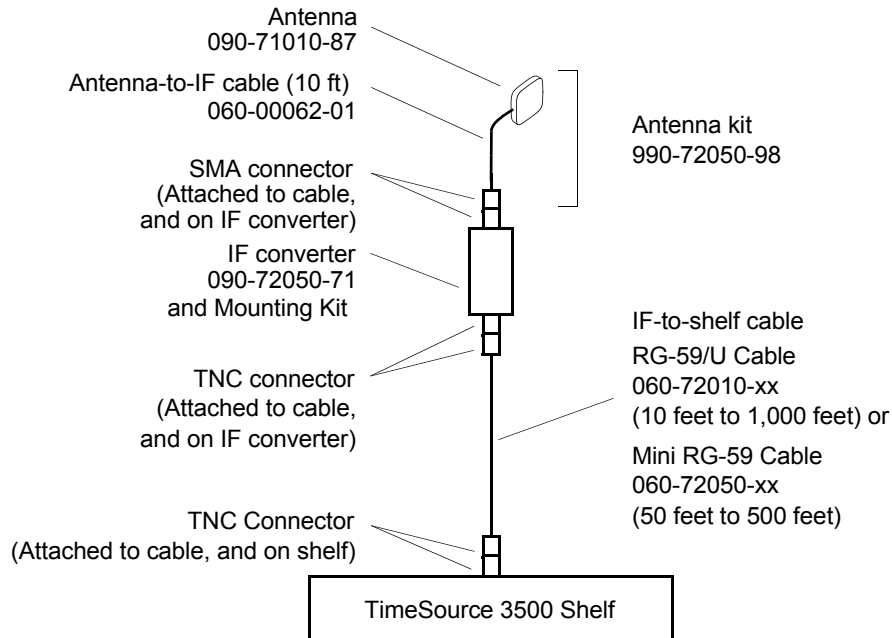 Antenna
090-71010-87
Antenna-to-IF cable (10 ft)
060-00062-01
SMA connector
(Attached to cable,
and on IF converter)
IF converter
090-72050-71
and Mounting Kit
TNC connector
(Attached to cable,
and on IF converter)
TNC Connector
(Attached to cable, and on shelf)
Antenna kit
990-72050-98
IF-to-shelf cable
RG-59/U Cable
060-72010-xx
(10 feet to 1,000 feet) or
Mini RG-59 Cable
060-72050-xx
(50 feet to 500 feet)
TimeSource 3500 Shelf